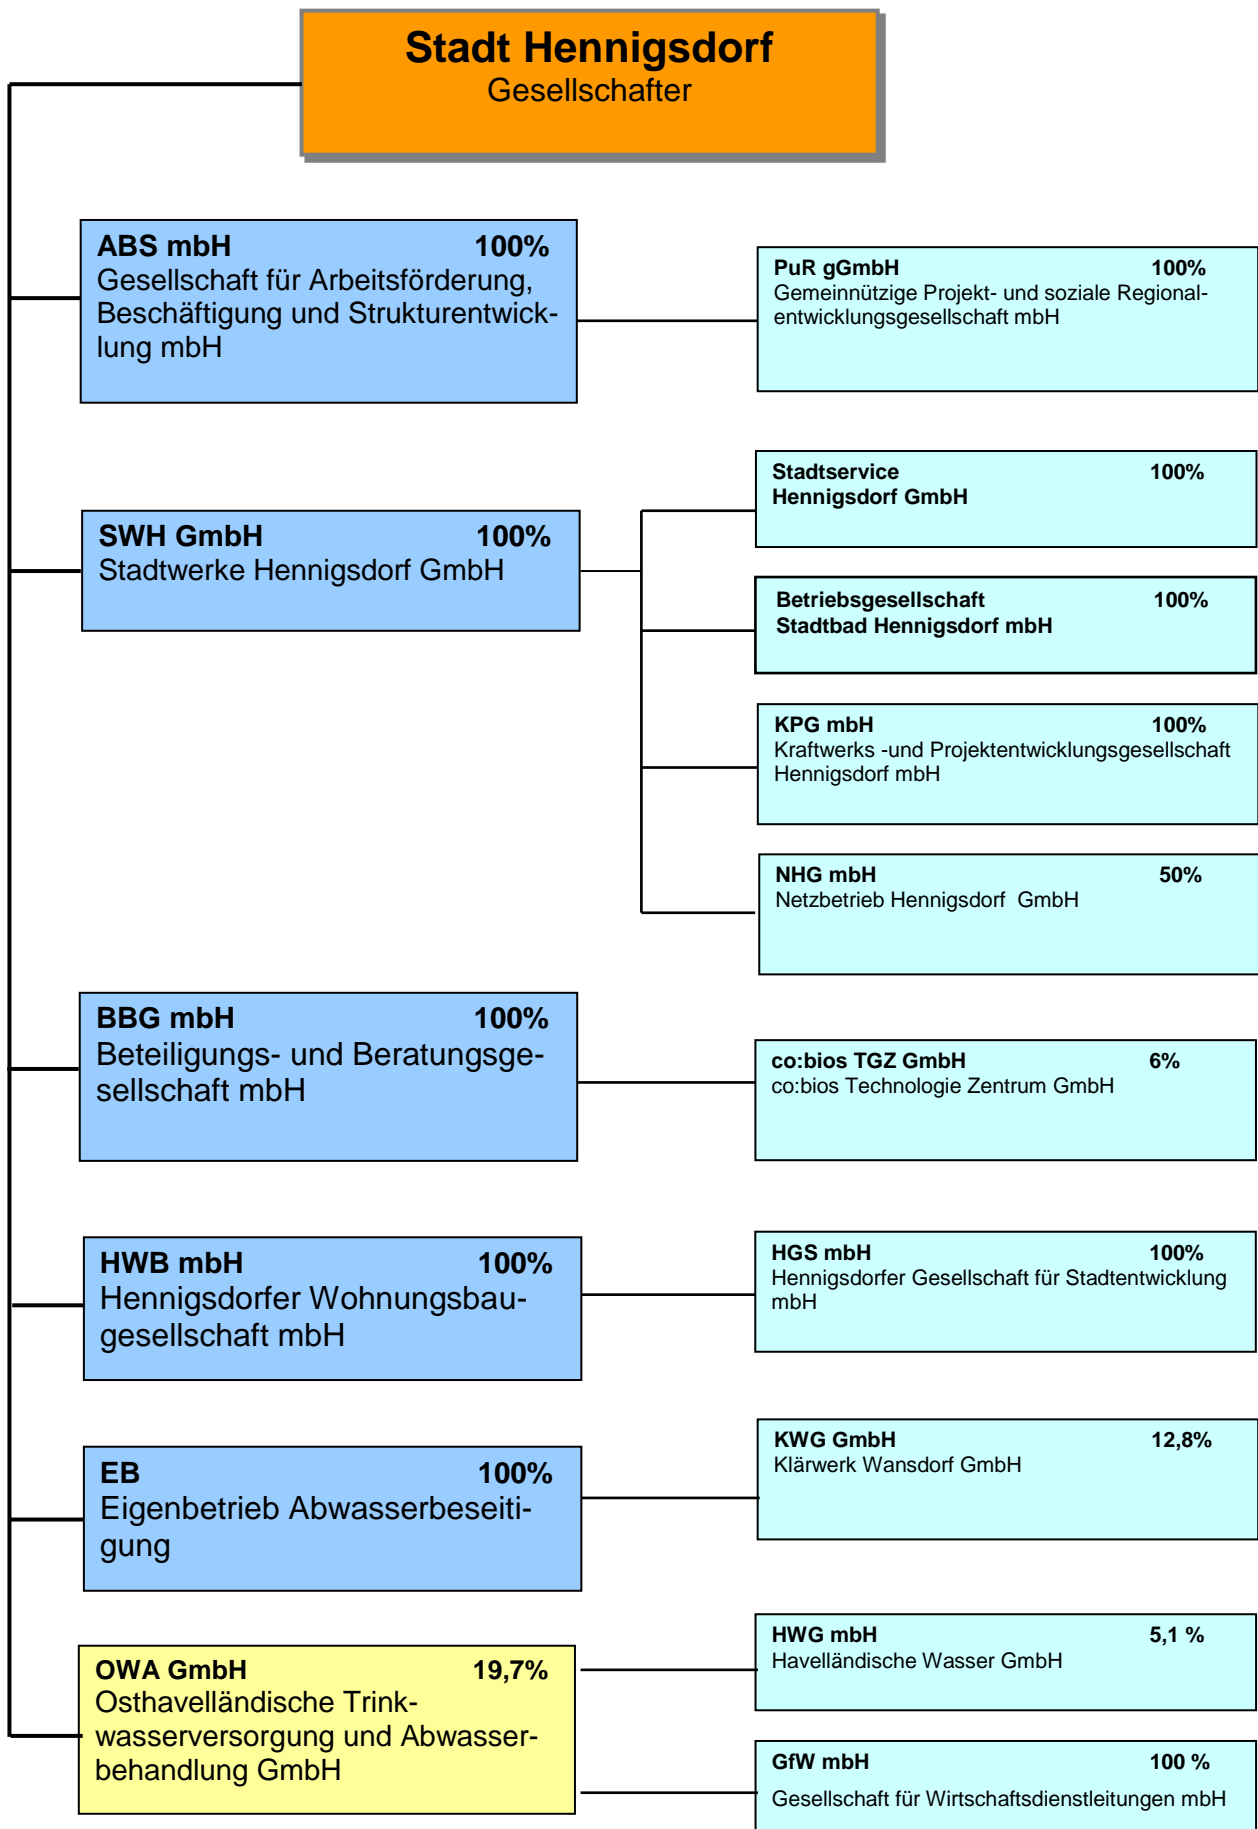 Stadt Hennigsdorf
Gesellschafter
ABS mbH 100%
Gesellschaft für Arbeitsförderung,
Beschäftigung und Strukturentwick-
lung mbH
PuR gGmbH 100%
Gemeinnützige Projekt- und soziale Regional-
entwicklungsgesellschaft mbH
SWH GmbH 100%
Stadtwerke Hennigsdorf GmbH
Stadtservice 100%
Hennigsdorf GmbH
Betriebsgesellschaft 100%
Stadtbad Hennigsdorf mbH
KPG mbH 100%
Kraftwerks -und Projektentwicklungsgesellschaft
Hennigsdorf mbH
NHG mbH 50%
Netzbetrieb Hennigsdorf GmbH
BBG mbH 100%
Beteiligungs- und Beratungsge-
sellschaft mbH
co:bios TGZ GmbH 6%
co:bios Technologie Zentrum GmbH
HWB mbH 100%
Hennigsdorfer Wohnungsbau-
gesellschaft mbH
HGS mbH 100%
Hennigsdorfer Gesellschaft für Stadtentwicklung
mbH
EB 100%
Eigenbetrieb Abwasserbeseiti-
gung
KWG GmbH 12,8%
Klärwerk Wansdorf GmbH
OWA GmbH 19,7%
Osthavelländische Trink-
wasserversorgung und Abwasser-
behandlung GmbH
HWG mbH 5,1 %
Havelländische Wasser GmbH
GfW mbH 100 %
Gesellschaft für Wirtschaftsdienstleitungen mbH